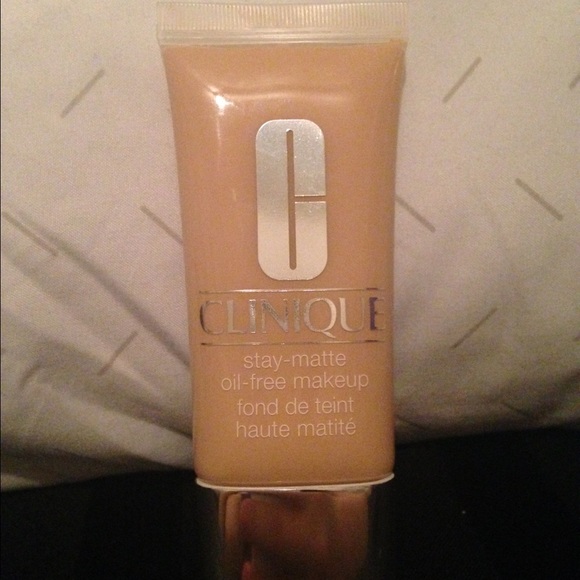 C
CLINIQUE
stay-matte
oil-free makeup
fond de teint
haute matité